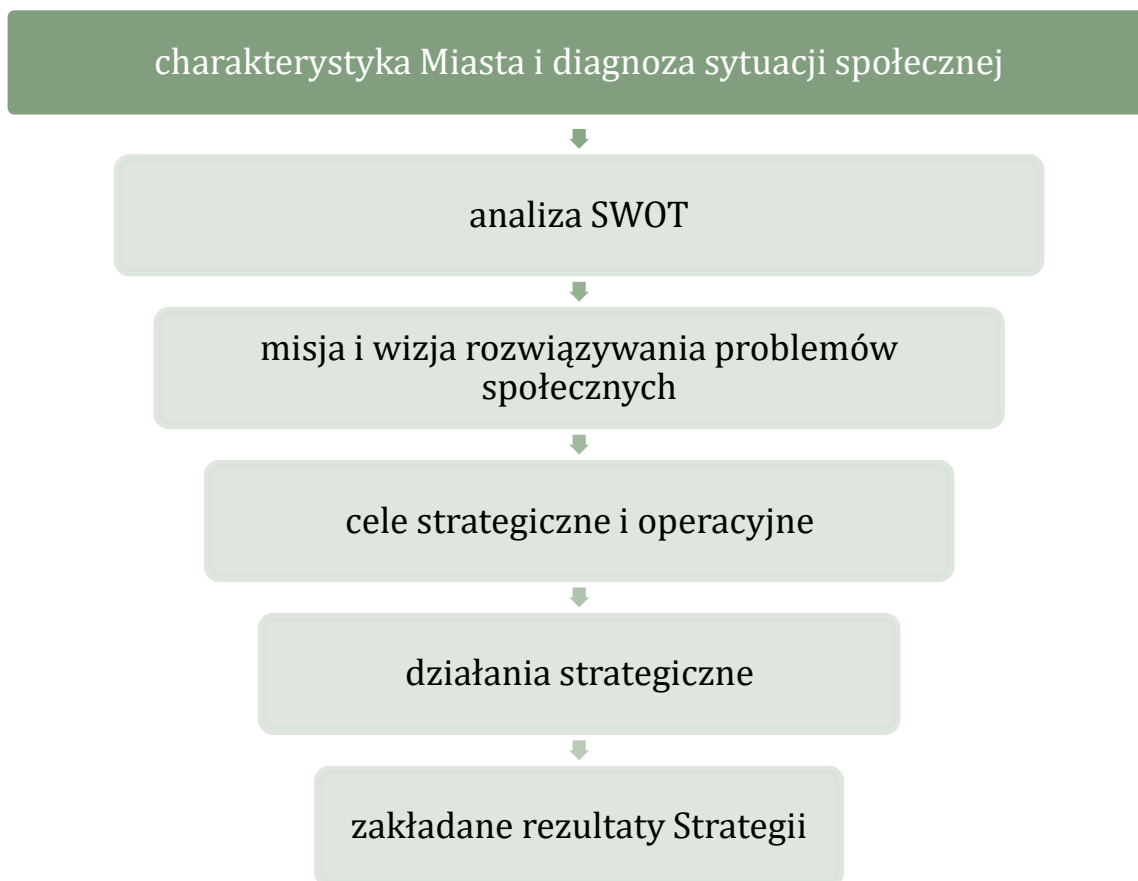 charakterystyka Miasta i diagnoza sytuacji społecznej
analiza SWOT
misja i wizja rozwiązywania problemów
społecznych
cele strategiczne i operacyjne
działania strategiczne
zakładane rezultaty Strategii